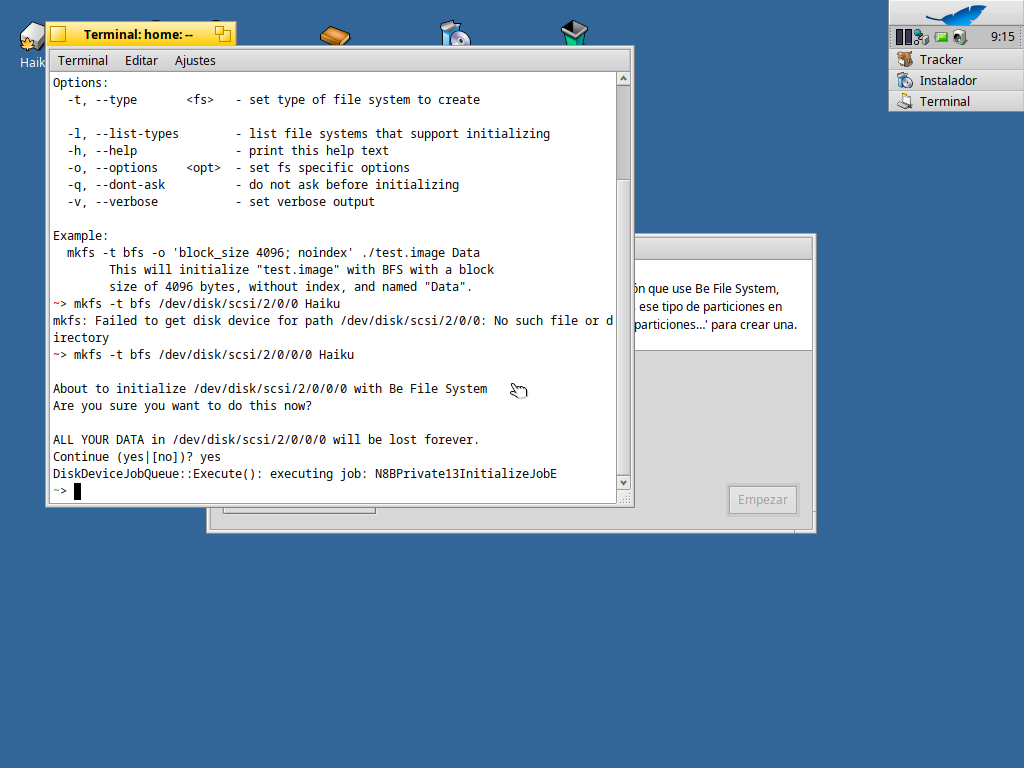 Terminal: home: --
Haik
9:15
Tracker
Instalador
Terminal
Terminal Editar Ajustes
Options:
-t, --type <fs> - set type of file system to create
-l, --list-types - list file systems that support initializing
-h, --help - print this help text
-o, --options <opt> - set fs specific options
-q, --dont-ask - do not ask before initializing
-v, --verbose - set verbose output
Example:
mkfs -t bfs -o 'block_size 4096; noindex' ./test.image Data
This will initialize "test.image" with BFS with a block
size of 4096 bytes, without index, and named "Data".
~> mkfs -t bfs /dev/disk/scsi/2/0/0 Haiku
mkfs: Failed to get disk device for path /dev/disk/scsi/2/0/0: No such file or d
irectory
~> mkfs -t bfs /dev/disk/scsi/2/0/0/0 Haiku
About to initialize /dev/disk/scsi/2/0/0/0 with Be File System
Are you sure you want to do this now?
ALL YOUR DATA in /dev/disk/scsi/2/0/0/0 will be lost forever.
Continue (yes|[no])? yes
DiskDeviceJobQueue::Execute(): executing job: N8BPrivate13InitializeJobE
~>
ón que use Be File System,
ese tipo de particiones en
particiones...' para crear una.
Empezar